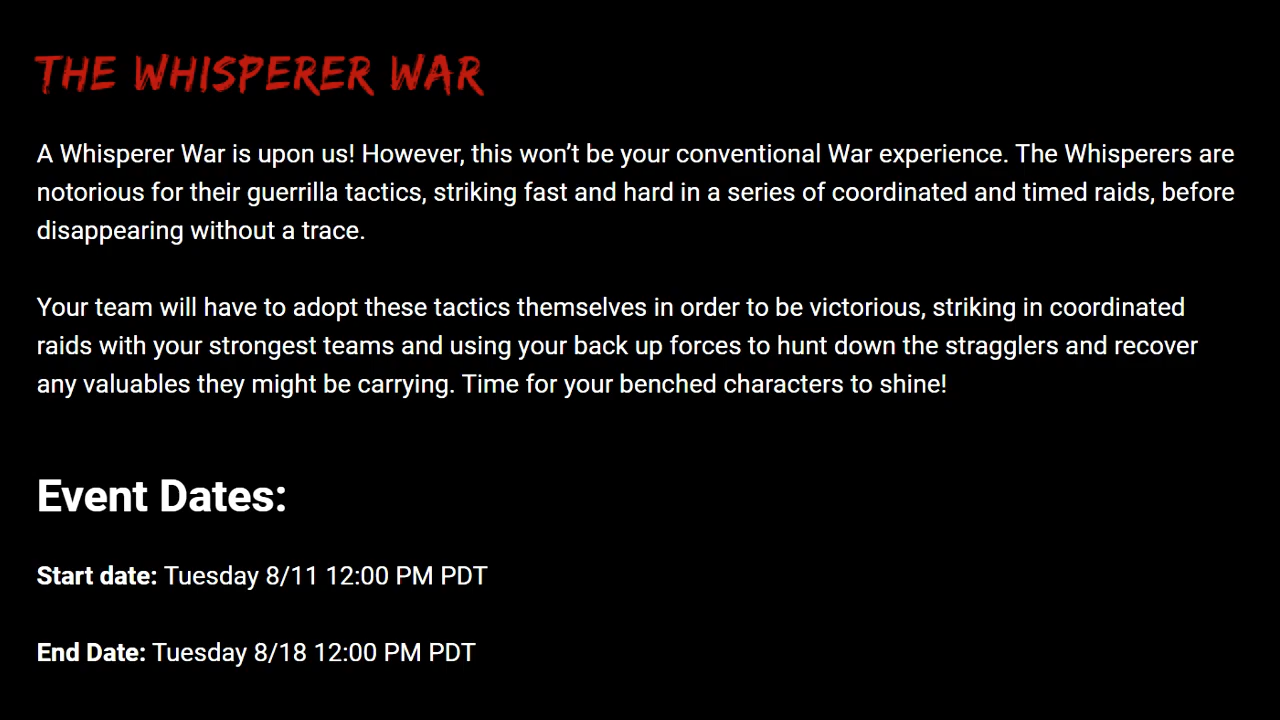 THE WHISPERER WAR
A Whisperer War is upon us! However, this won’t be your conventional War experience. The Whisperers are
notorious for their guerrilla tactics, striking fast and hard in a series of coordinated and timed raids, before
disappearing without a trace.
Your team will have to adopt these tactics themselves in order to be victorious, striking in coordinated
raids with your strongest teams and using your back up forces to hunt down the stragglers and recover
any valuables they might be carrying. Time for your benched characters to shine!
Event Dates:
Start date: Tuesday 8/11 12:00 PM PDT
End Date: Tuesday 8/18 12:00 PM PDT